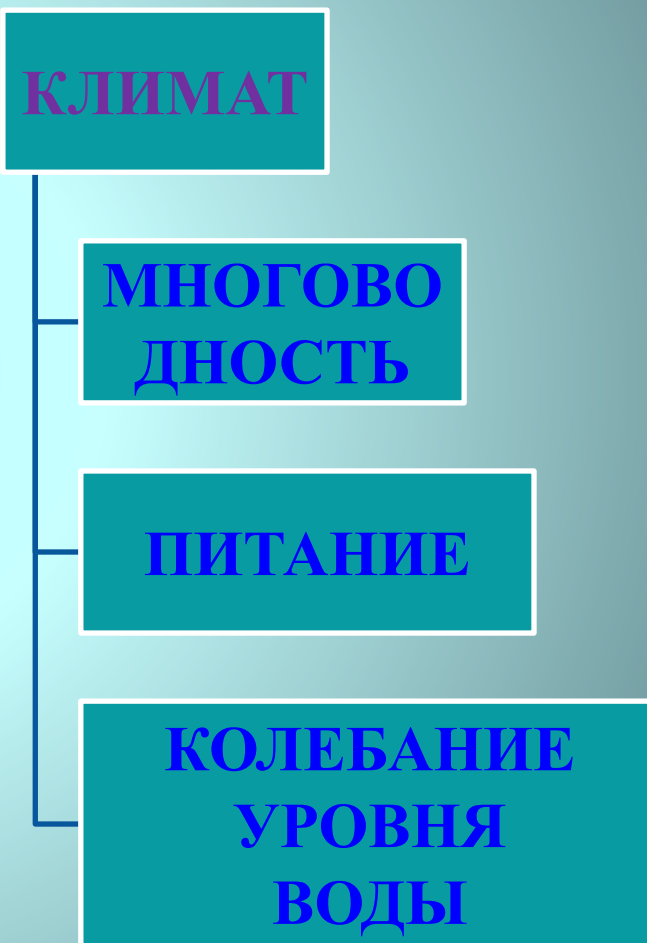 КЛИМАТ
МНОГОВО
ДНОСТЬ
ПИТАНИЕ
КОЛЕБАНИЕ
УРОВНЯ
ВОДЫ